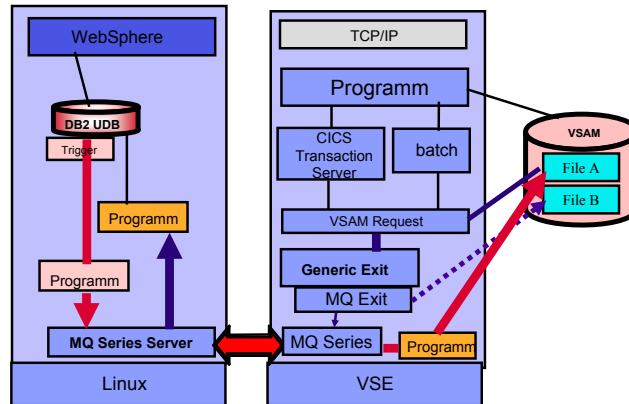 WebSphere
DB2 UDB
Trigger
Programm
Programm
MQ Series Server
Linux
TCP/IP
Programm
CICS
Transaction
Server
batch
VSAM Request
Generic Exit
MQ Exit
MQ Series
Programm
VSE
VSAM
File A
File B